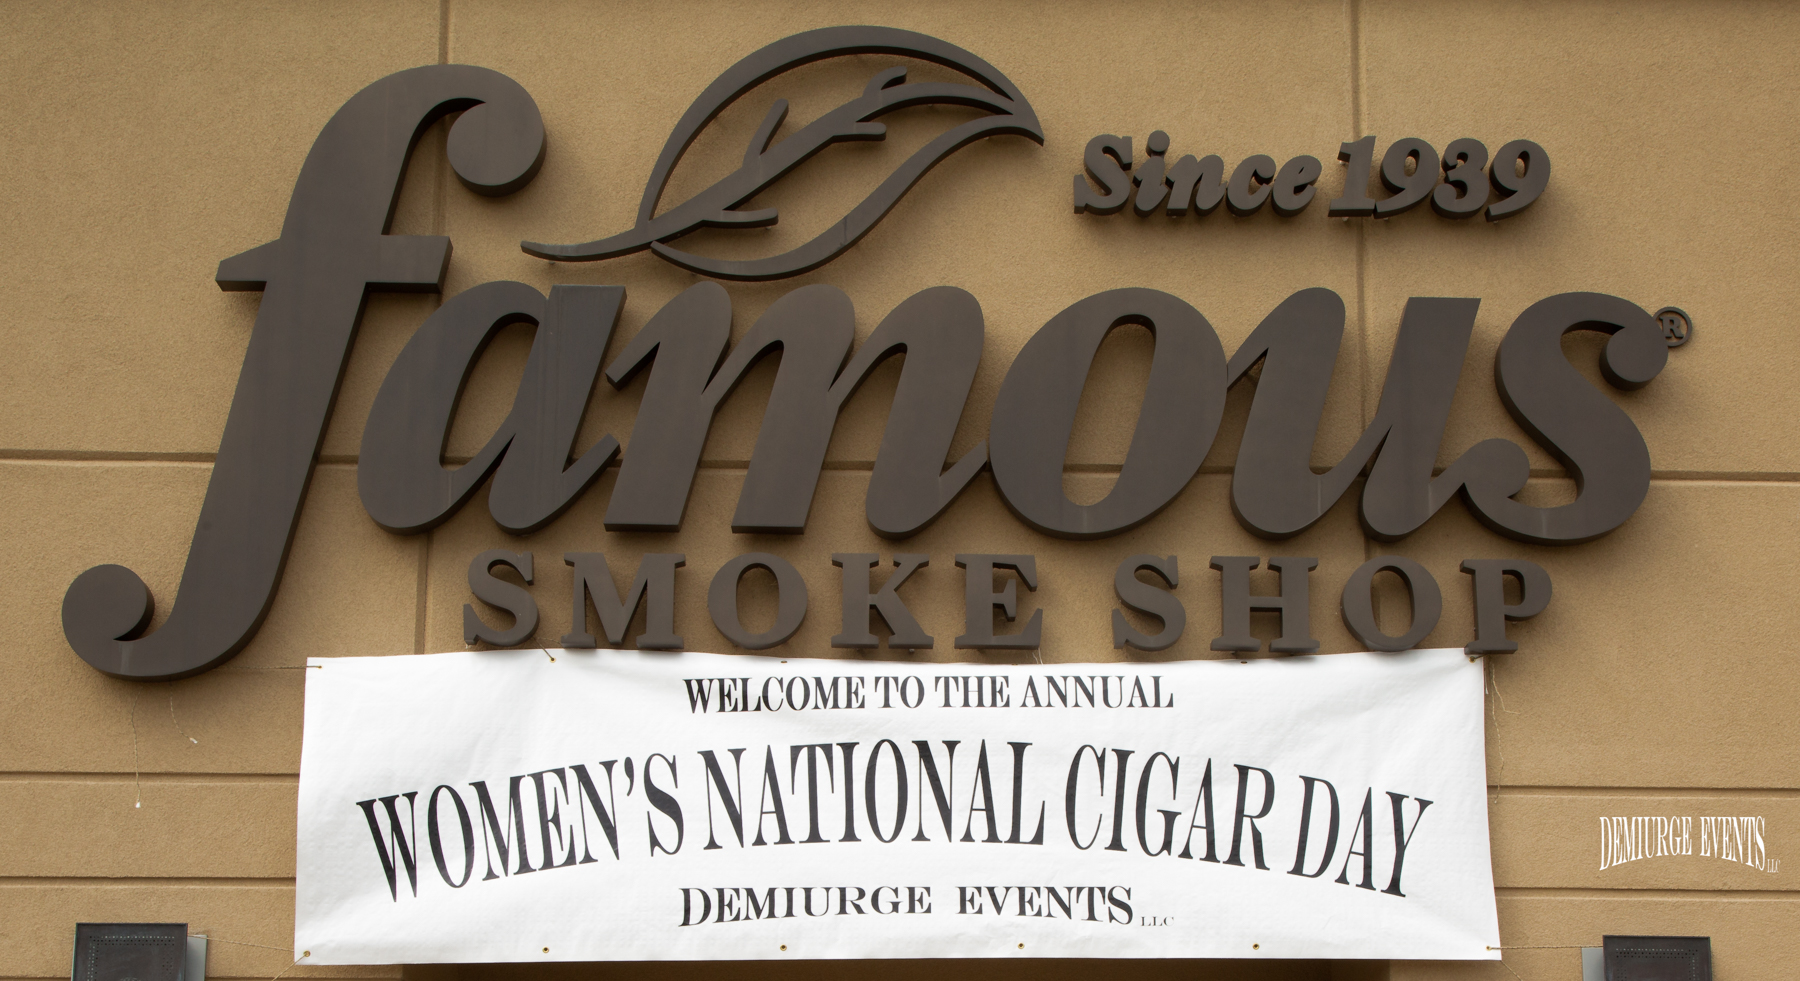 Since 1939
famous®
SMOKE SHOP
WELCOME TO THE ANNUAL
WOMEN'S NATIONAL CIGAR DAY
DEMIURGE EVENTS LLC
DEMIURGE EVENTS LLC